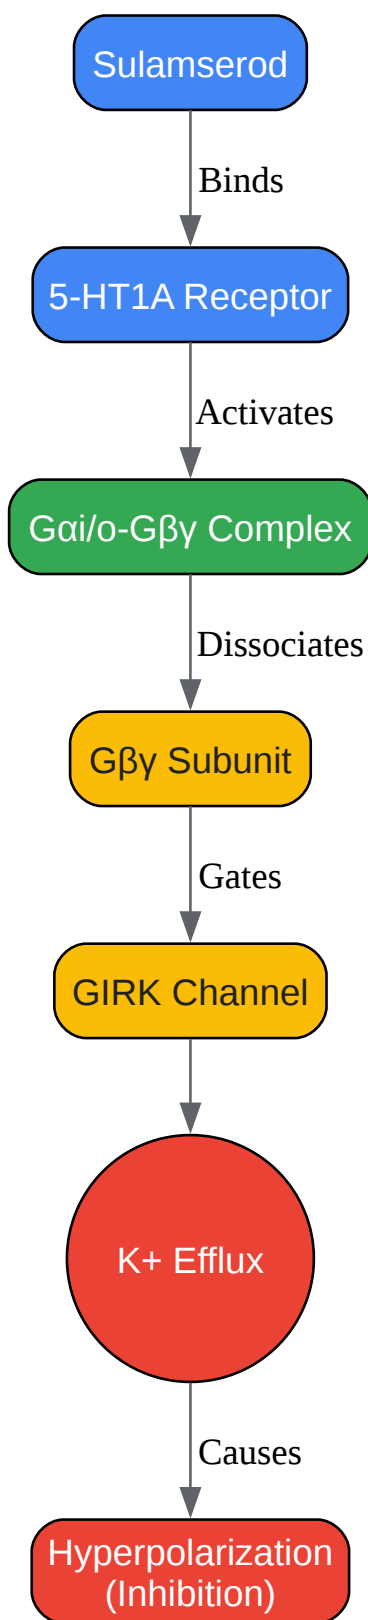 Sulamserod
Binds
5-HT1A Receptor
Activates
Gαi/o-Gβγ Complex
Dissociates
Gβγ Subunit
Gates
GIRK Channel
K+ Efflux
Causes
Hyperpolarization
(Inhibition)